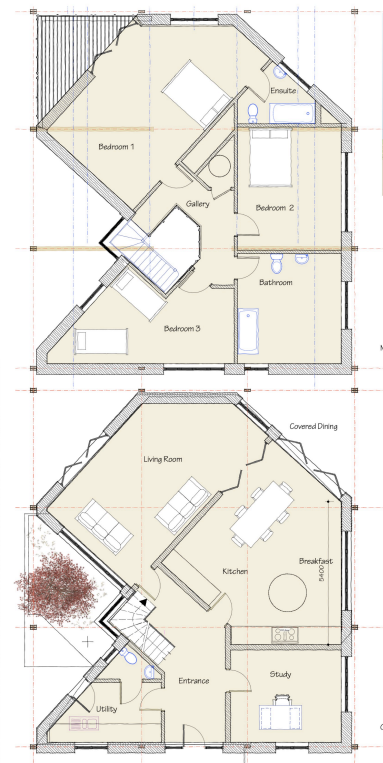 Ensuite
Bedroom 1
Gallery
Bedroom 2
Bathroom
Bedroom 3
Covered Dining
Living Room
Kitchen
Breakfast
5400
Entrance
Study
Utility